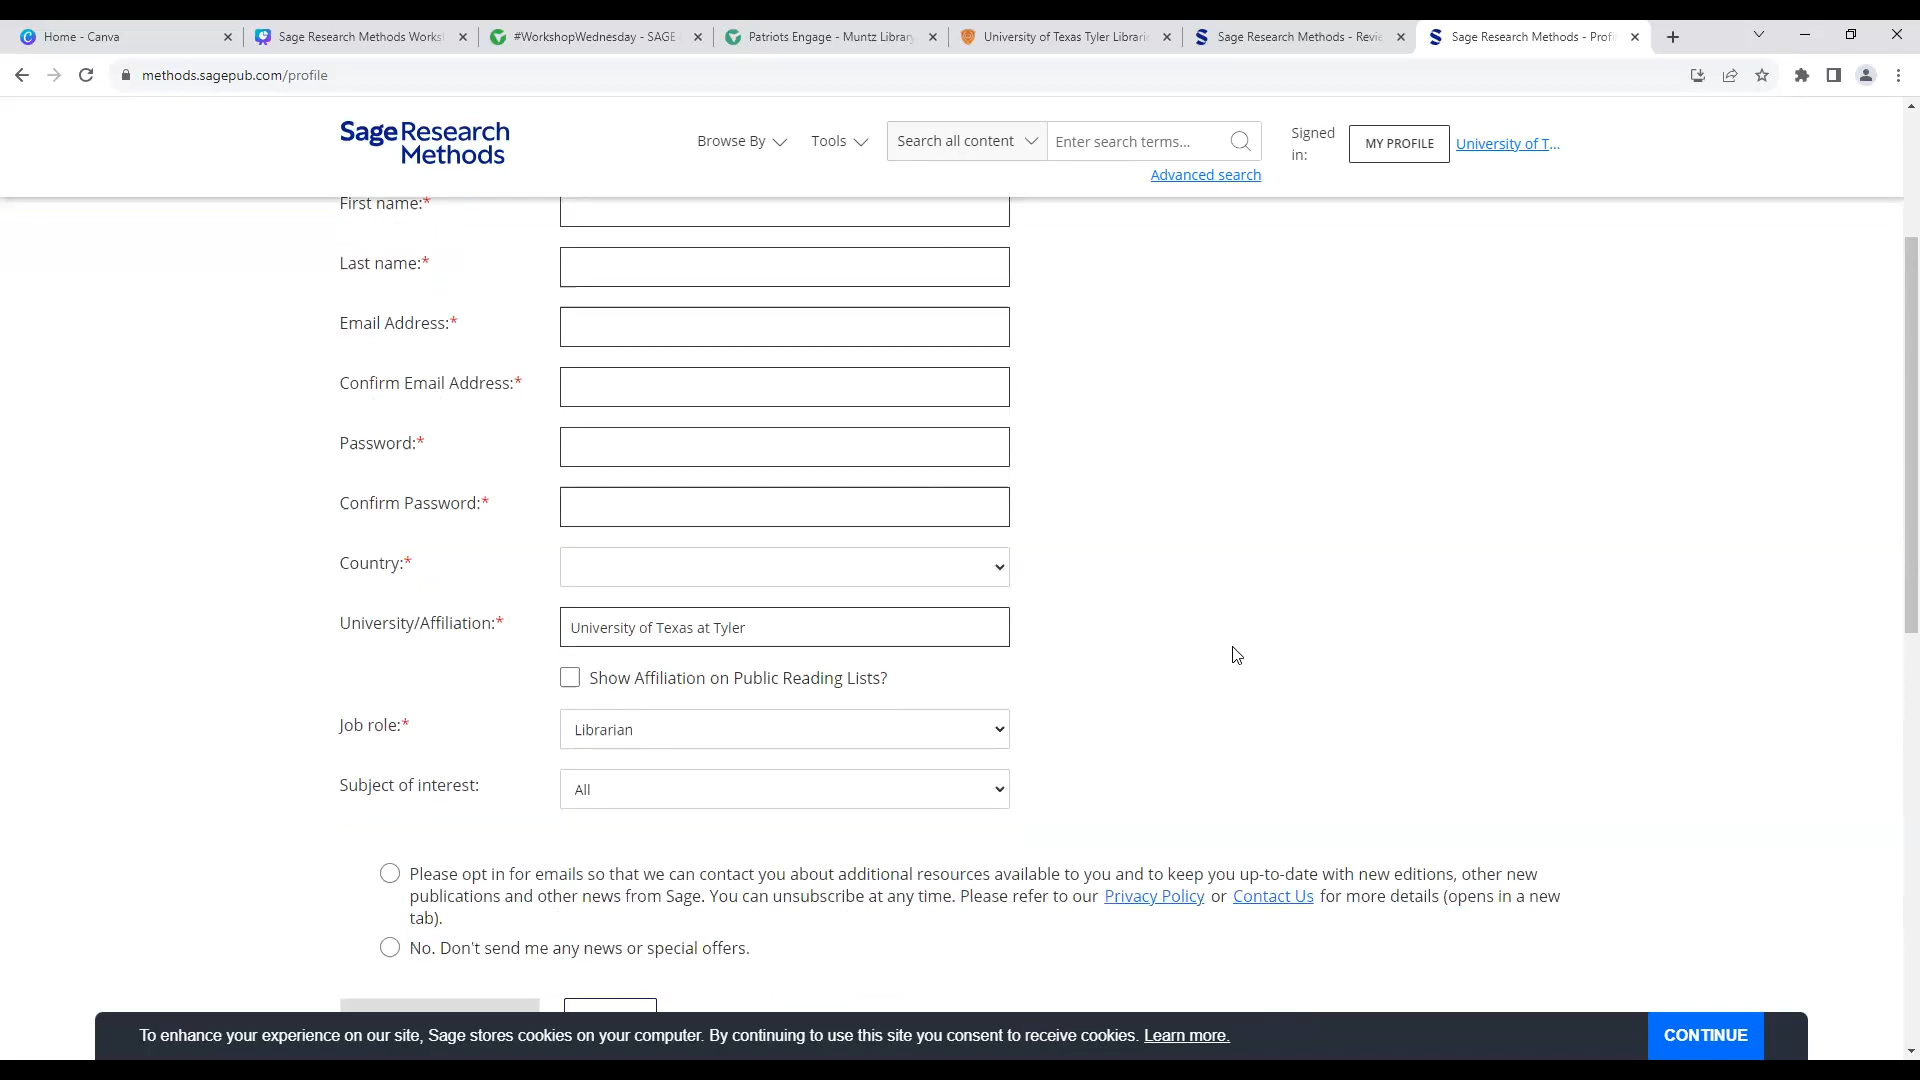 Home - Canva
Sage Research Methods Works
#WorkshopWednesday - SAGE
Patriots Engage - Muntz Library
University of Texas Tyler Librari
Sage Research Methods - Revie
Sage Research Methods - Profi
methods.sagepub.com/profile
Sage Research
Methods
Browse By
Tools
Search all content
Enter search terms...
Signed
in:
MY PROFILE
University of T...
Advanced search
First name:*
Last name:*
Email Address:*
Confirm Email Address:*
Password:*
Confirm Password:*
Country:*
University/Affiliation:*
University of Texas at Tyler
Show Affiliation on Public Reading Lists?
Job role:*
Librarian
Subject of interest:
All
Please opt in for emails so that we can contact you about additional resources available to you and to keep you up-to-date with new editions, other new
publications and other news from Sage. You can unsubscribe at any time. Please refer to our Privacy Policy or Contact Us for more details (opens in a new
tab).
No. Don't send me any news or special offers.
To enhance your experience on our site, Sage stores cookies on your computer. By continuing to use this site you consent to receive cookies. Learn more.
CONTINUE